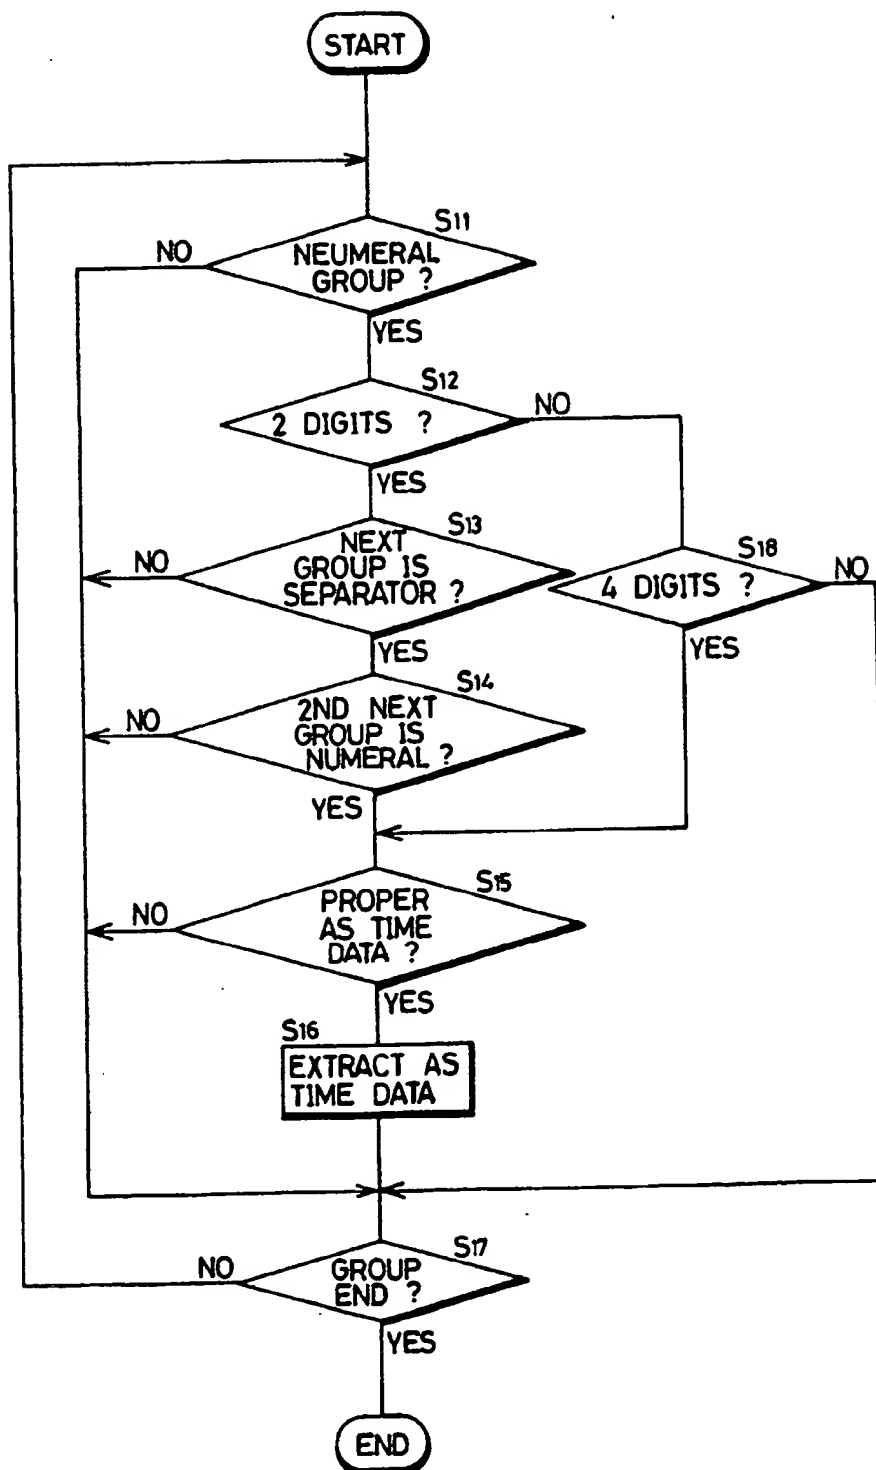 START
S11
NO
NEUMERAL
GROUP ?
YES
S12
2 DIGITS ?
NO
YES
S13
NO
NEXT
GROUP IS
SEPARATOR ?
S18
4 DIGITS ?
NO
YES
YES
S14
NO
2ND NEXT
GROUP IS
NUMERAL ?
YES
S15
NO
PROPER
AS TIME
DATA ?
YES
S16
EXTRACT AS
TIME DATA
S17
NO
GROUP
END ?
YES
END